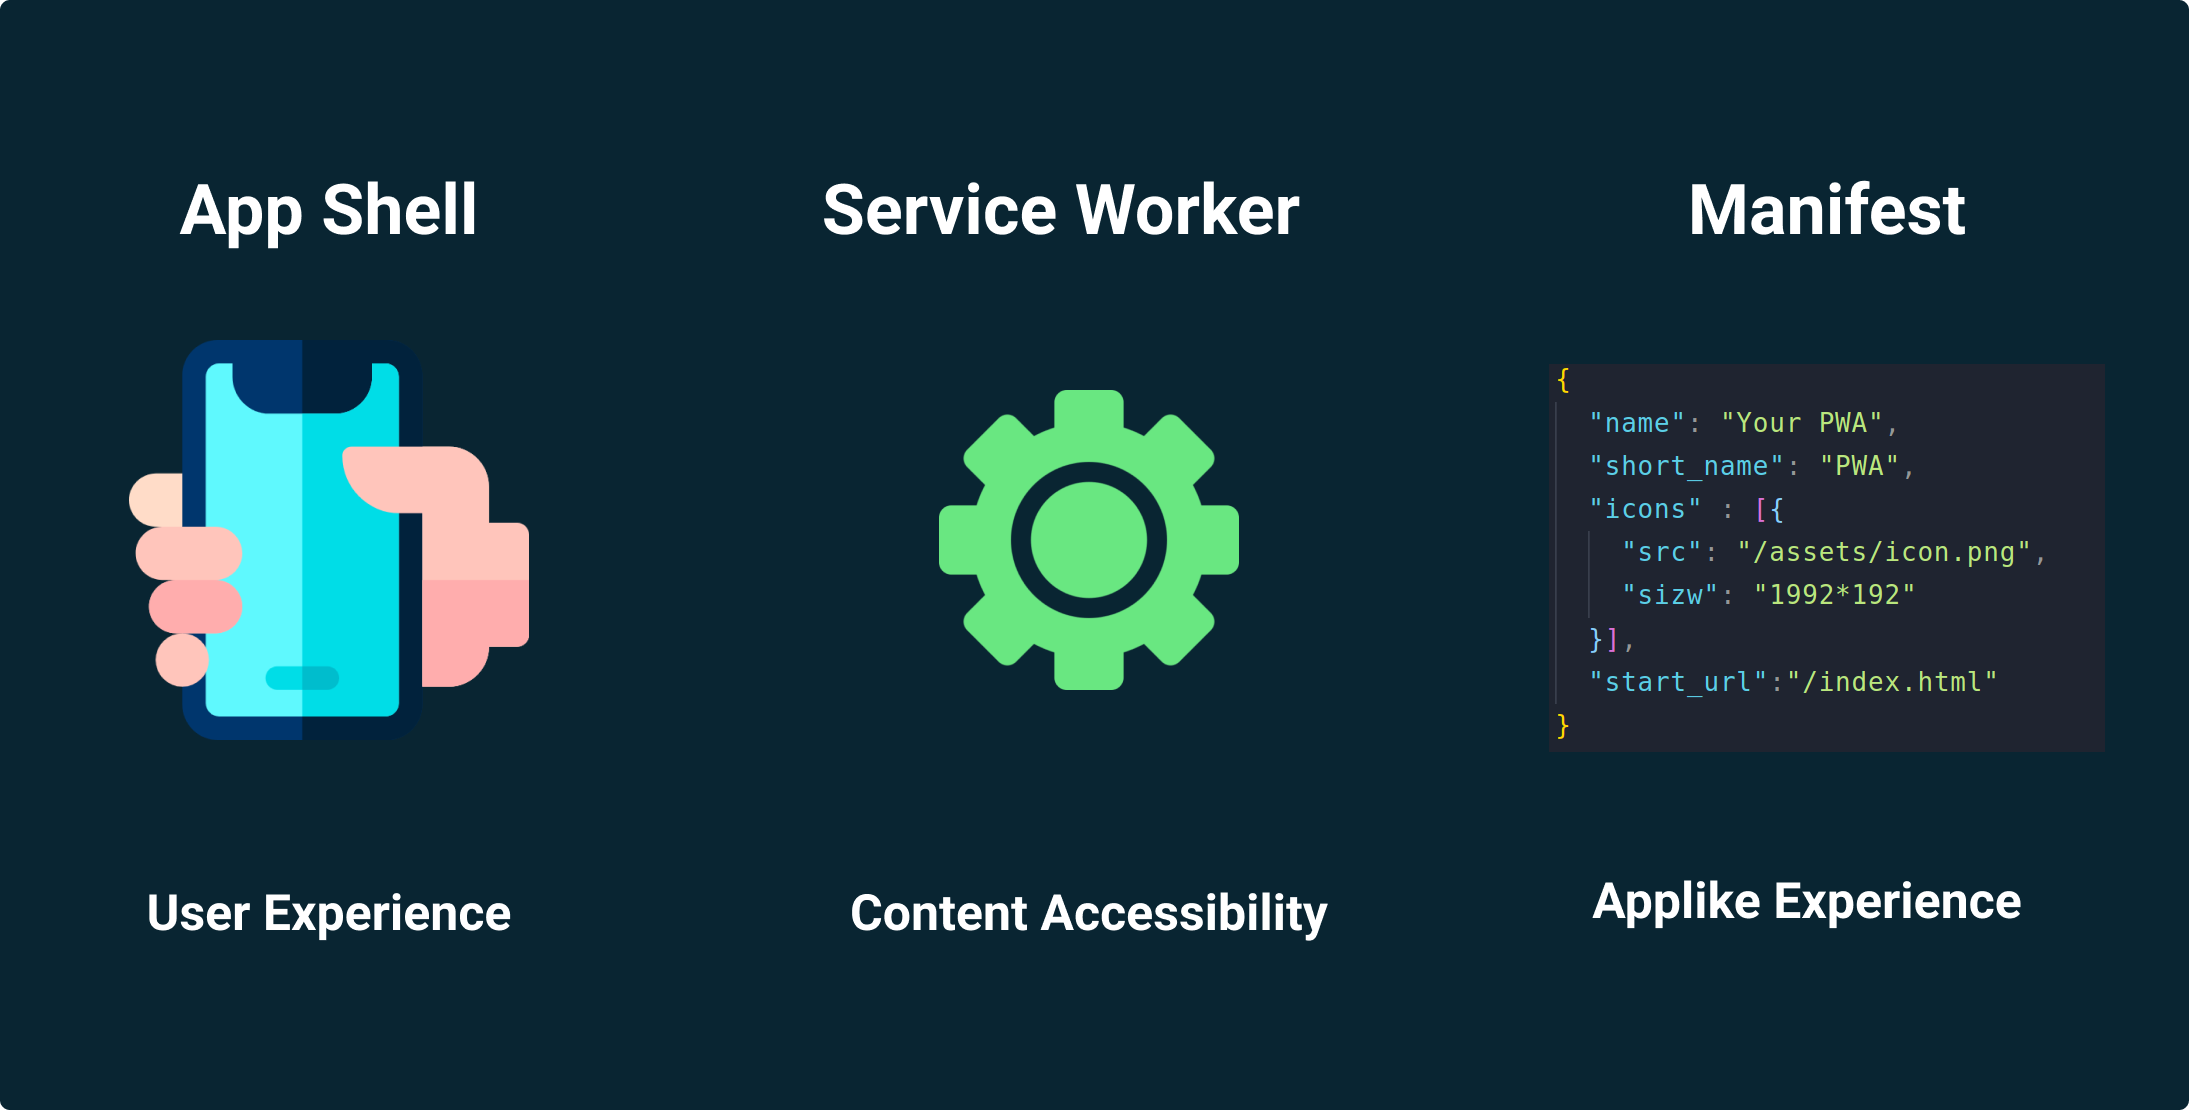 App Shell
Service Worker
Manifest
{
"name": "Your PWA",
"short_name": "PWA",
"icons" : [{
"src": "/assets/icon.png",
"sizw": "1992*192"
}],
"start_url":"/index.html"
}
User Experience
Content Accessibility
Applike Experience